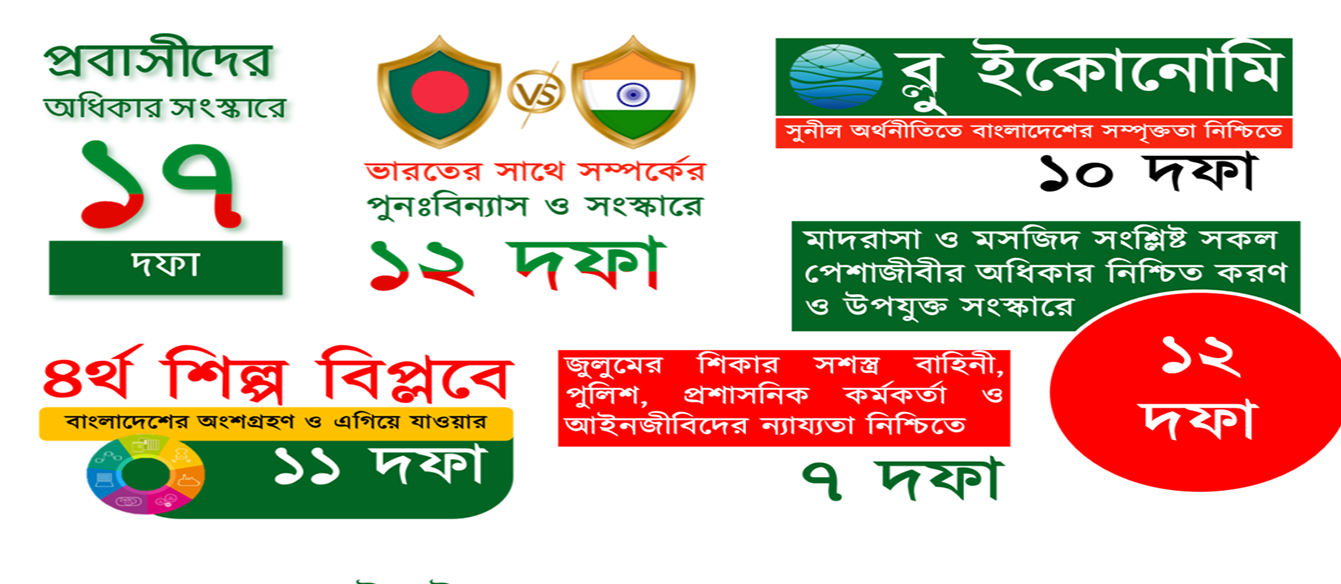 প্রবাসীদের
অধিকার সংস্কারে
১৭
দফা
VS
ভারতের সাথে সম্পর্কের
পুনঃবিন্যাস ও সংস্কারে
১২ দফা
ব্লু ইকোনোমি
সুনীল অর্থনীতিতে বাংলাদেশের সম্পৃক্ততা নিশ্চিতে
১০ দফা
মাদরাসা ও মসজিদ সংশ্লিষ্ট সকল
পেশাজীবীর অধিকার নিশ্চিত করণ
ও উপযুক্ত সংস্কারে
১২
দফা
৪র্থ শিল্প বিপ্লবে
বাংলাদেশের অংশগ্রহণ ও এগিয়ে যাওয়ার
১১ দফা
জুলুমের শিকার সশস্ত্র বাহিনী,
পুলিশ, প্রশাসনিক কর্মকর্তা ও
আইনজীবিদের ন্যায্যতা নিশ্চিতে
৭ দফা